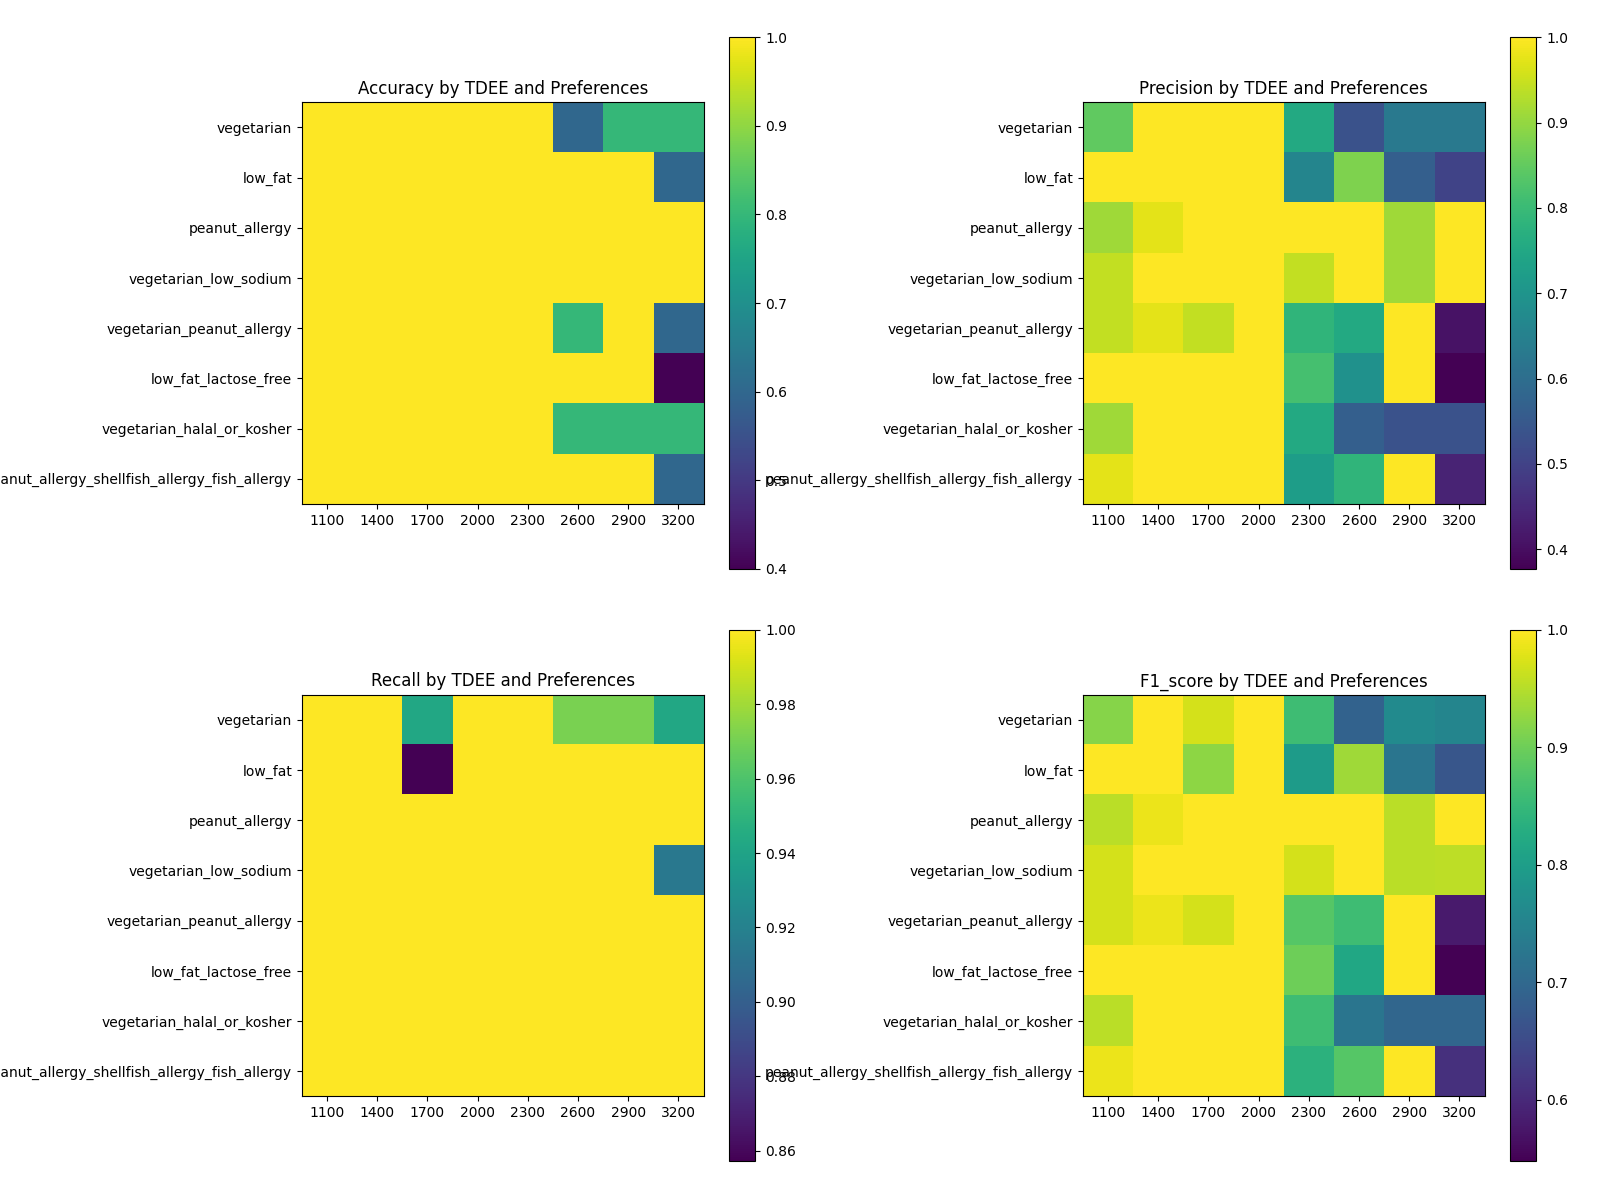 Accuracy by TDEE and Preferences
vegetarian
low_fat
peanut_allergy
vegetarian_low_sodium
vegetarian_peanut_allergy
low_fat_lactose_free
vegetarian_halal_or_kosher
anut_allergy_shellfish_allergy_fish_allergy
1100 1400 1700 2000 2300 2600 2900 3200
1.0
0.9
0.8
0.7
0.6
0.5
0.4
Precision by TDEE and Preferences
vegetarian
low_fat
peanut_allergy
vegetarian_low_sodium
vegetarian_peanut_allergy
low_fat_lactose_free
vegetarian_halal_or_kosher
peanut_allergy_shellfish_allergy_fish_allergy
1100 1400 1700 2000 2300 2600 2900 3200
1.0
0.9
0.8
0.7
0.6
0.5
0.4
Recall by TDEE and Preferences
vegetarian
low_fat
peanut_allergy
vegetarian_low_sodium
vegetarian_peanut_allergy
low_fat_lactose_free
vegetarian_halal_or_kosher
anut_allergy_shellfish_allergy_fish_allergy
1100 1400 1700 2000 2300 2600 2900 3200
1.00
0.98
0.96
0.94
0.92
0.90
0.88
0.86
F1_score by TDEE and Preferences
vegetarian
low_fat
peanut_allergy
vegetarian_low_sodium
vegetarian_peanut_allergy
low_fat_lactose_free
vegetarian_halal_or_kosher
peanut_allergy_shellfish_allergy_fish_allergy
1100 1400 1700 2000 2300 2600 2900 3200
1.0
0.9
0.8
0.7
0.6